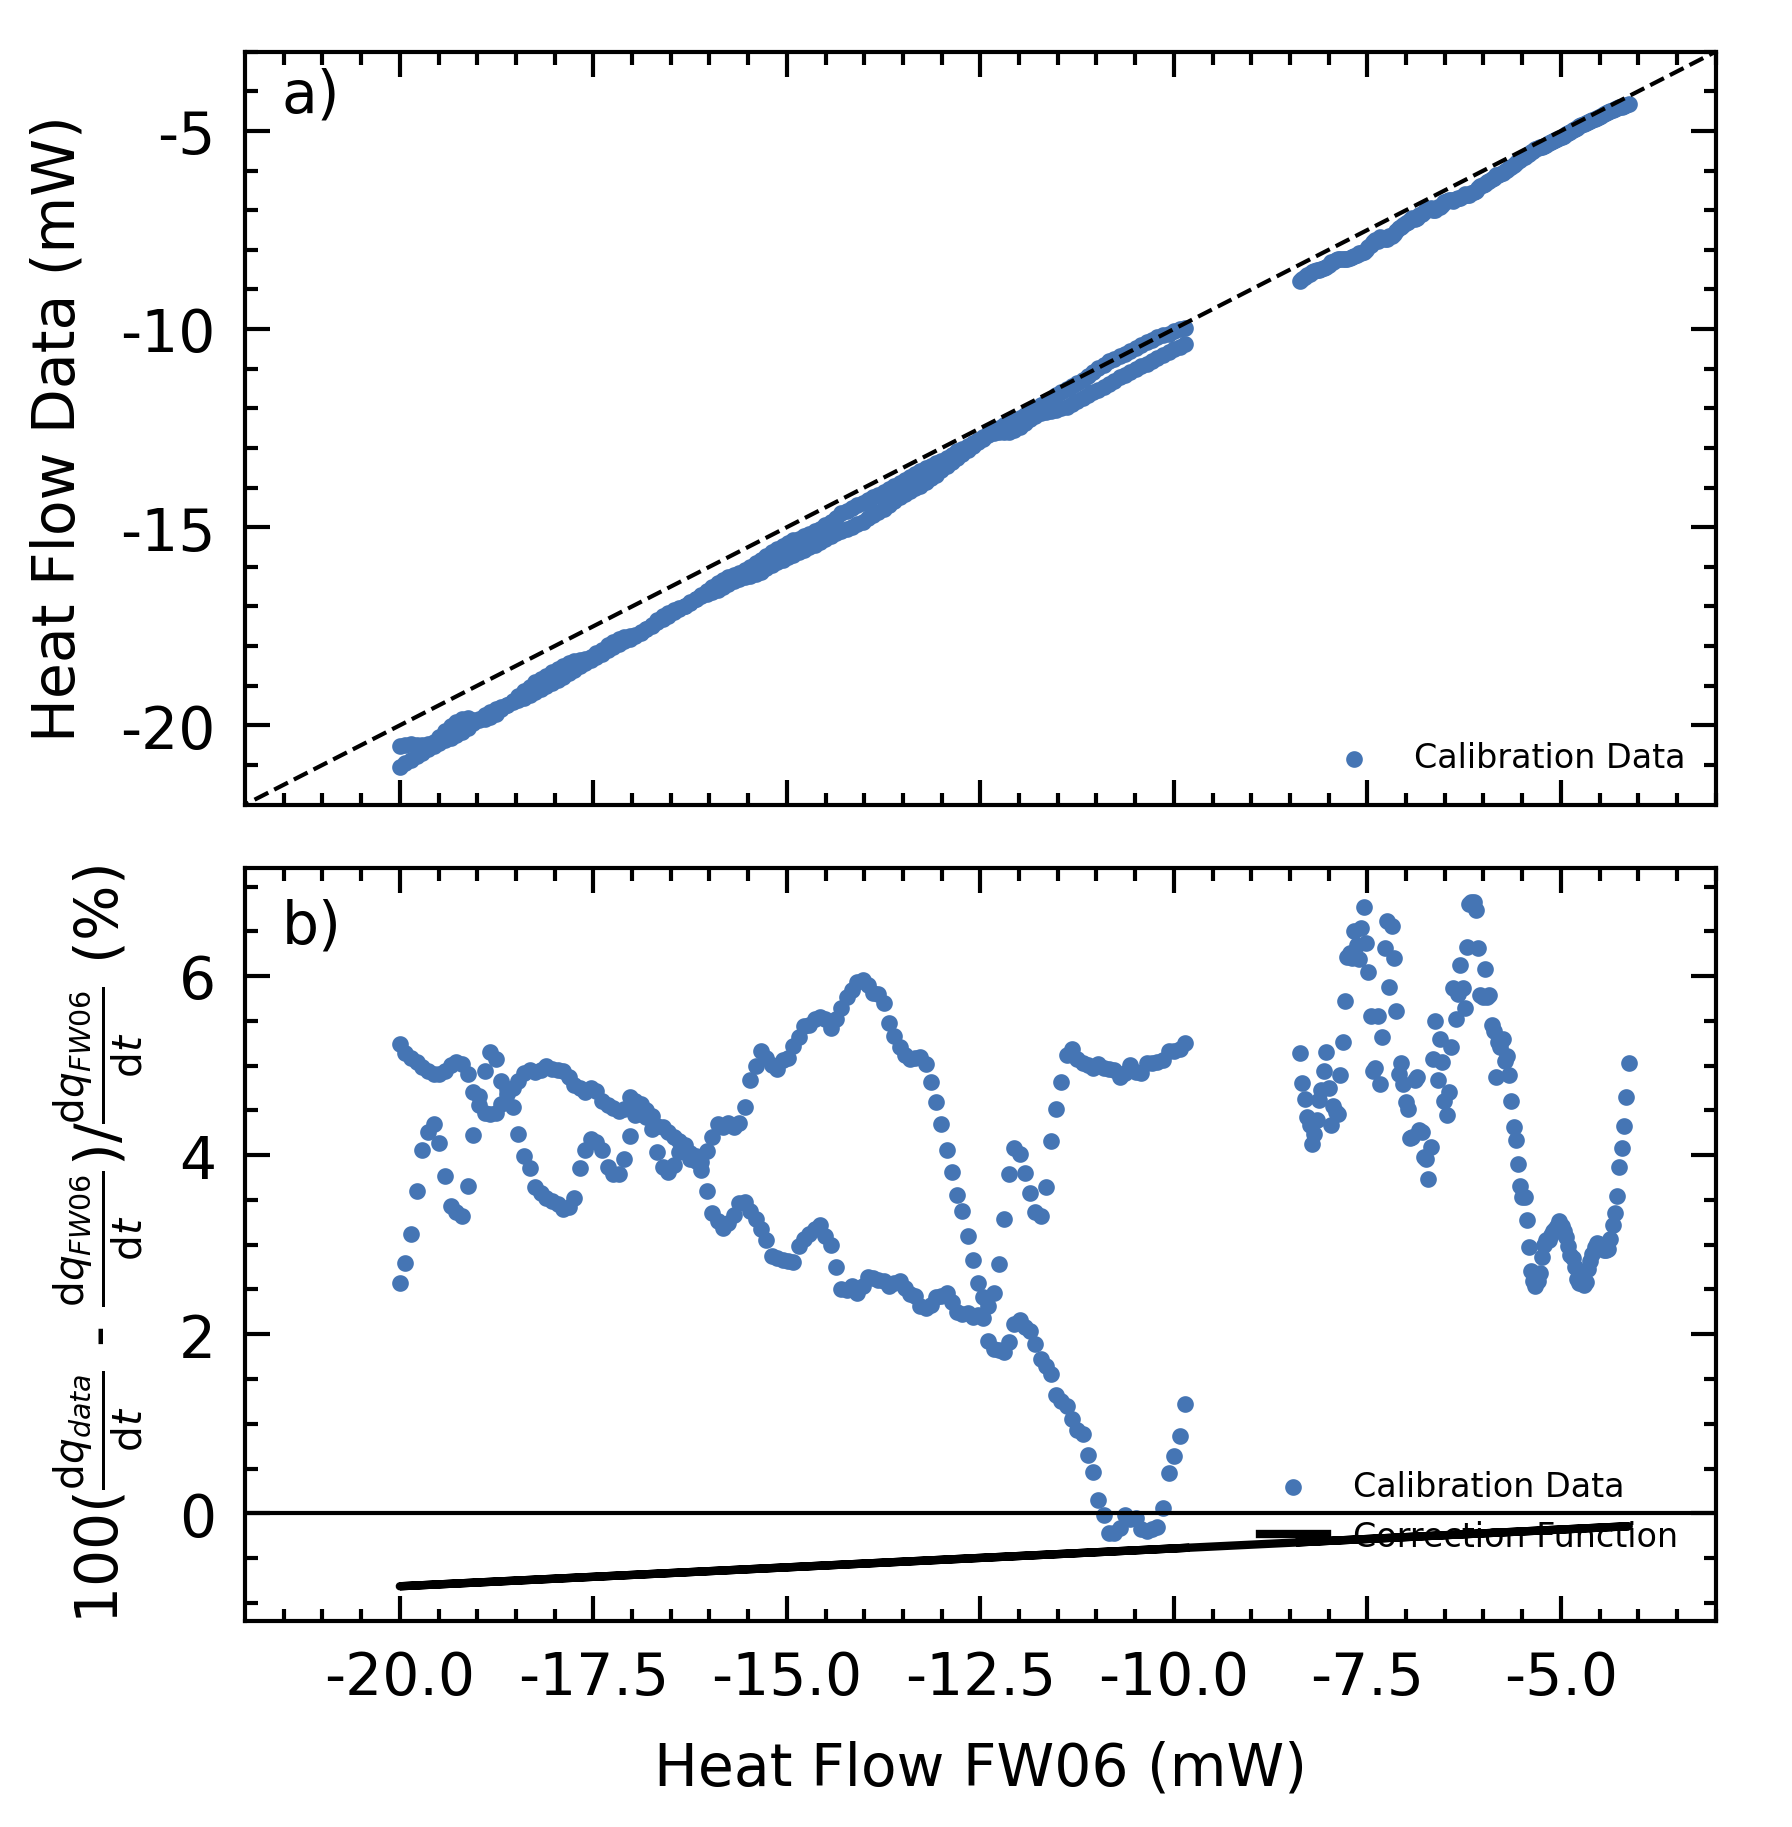 a)
Heat Flow Data (mW)
-5
-10
-15
-20
Calibration Data
b)
100(dq_data/dt - dq_FW06/dt)/dq_FW06/dt (%)
6
4
2
0
Calibration Data
Correction Function
-20.0 -17.5 -15.0 -12.5 -10.0 -7.5 -5.0
Heat Flow FW06 (mW)